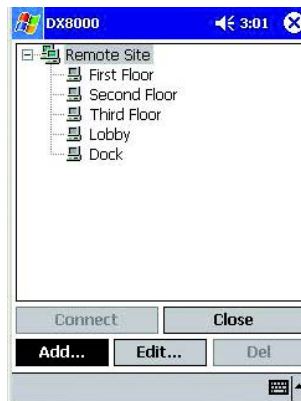 DX8000 3:01
Remote Site
First Floor
Second Floor
Third Floor
Lobby
Dock
Connect Close
Add... Edit... Del